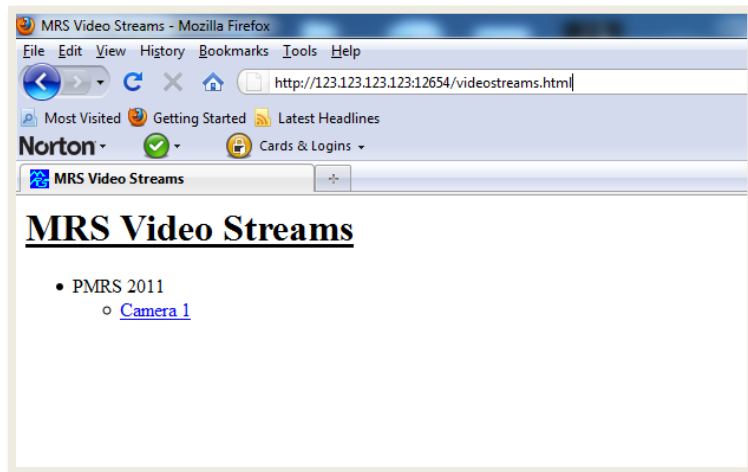 MRS Video Streams - Mozilla Firefox
File Edit View History Bookmarks Tools Help
http://123.123.123.123:12654/videostreams.html
Most Visited Getting Started Latest Headlines
Norton Cards & Logins
MRS Video Streams
MRS Video Streams
PMRS 2011
Camera 1